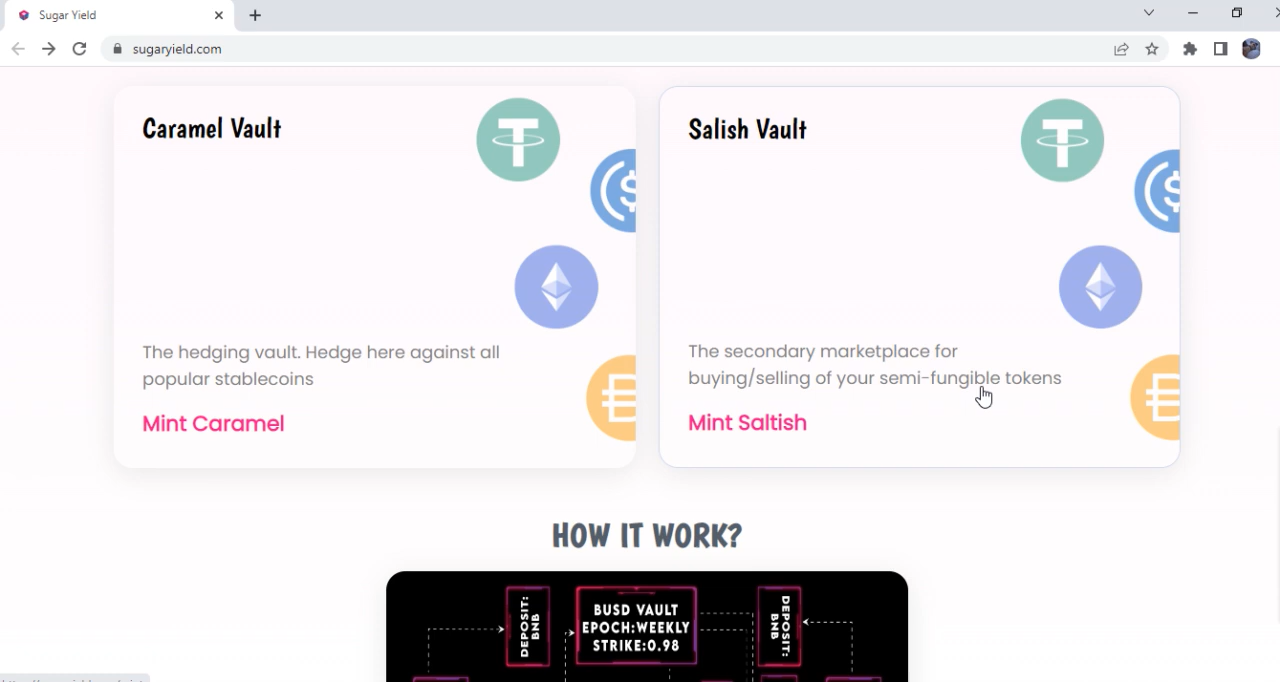 Sugar Yield
sugaryield.com
Caramel Vault
The hedging vault. Hedge here against all
popular stablecoins
Mint Caramel
Salish Vault
The secondary marketplace for
buying/selling of your semi-fungible tokens
Mint Saltish
HOW IT WORK?
DEPOSIT:
BNB
BUSD VAULT
EPOCH:WEEKLY
STRIKE:0.98
DEPOSIT:
BNB